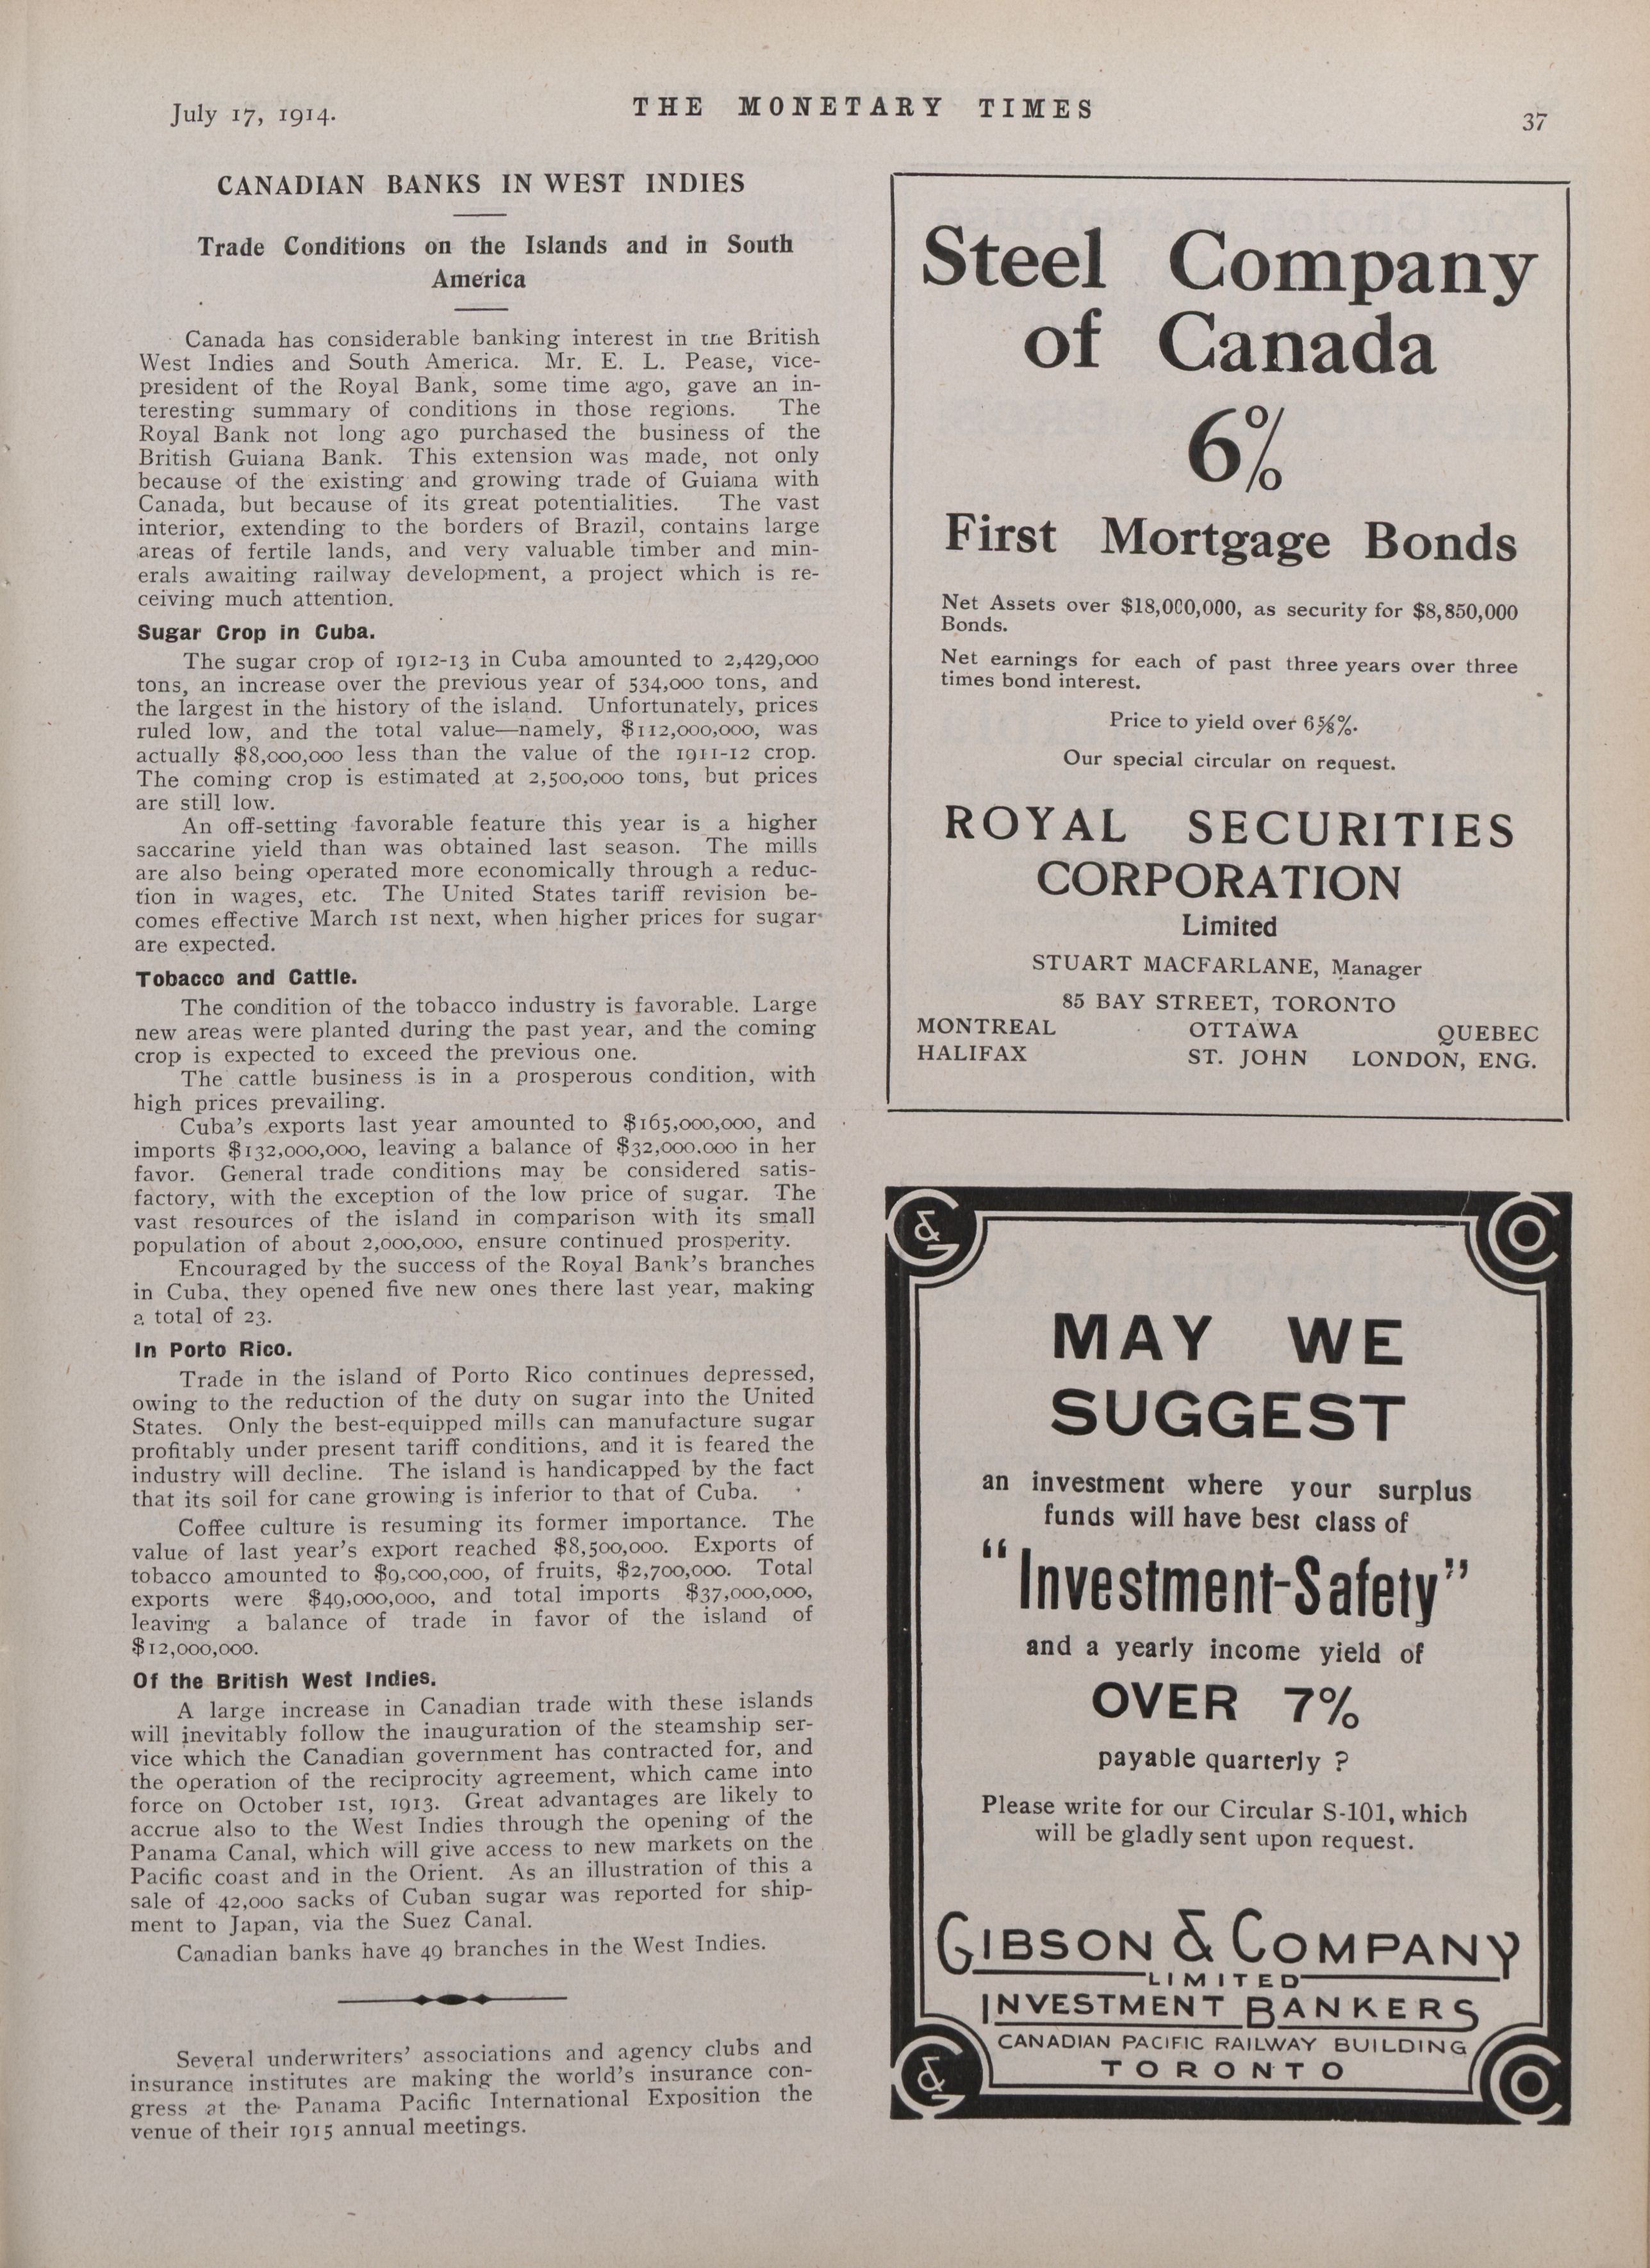 July 17, 1914.
THE MONETARY TIMES
37
CANADIAN BANKS IN WEST INDIES
Trade Conditions on the Islands and in South
America
Canada has considerable banking interest in the British
West Indies and South America. Mr. E. L. Pease, vice-
president of the Royal Bank, some time ago, gave an in-
teresting summary of conditions in those regions. The
Royal Bank not long ago purchased the business of the
British Guiana Bank. This extension was made, not only
because of the existing and growing trade of Guiana with
Canada, but because of its great potentialities. The vast
interior, extending to the borders of Brazil, contains large
areas of fertile lands, and very valuable timber and min-
erals awaiting railway development, a project which is re-
ceiving much attention.
Sugar Crop in Cuba.
The sugar crop of 1912-13 in Cuba amounted to 2,429,000
tons, an increase over the previous year of 534,000 tons, and
the largest in the history of the island. Unfortunately, prices
ruled low, and the total value—namely, $112,000,000, was
actually $8,000,000 less than the value of the 1911-12 crop.
The coming crop is estimated at 2,500,000 tons, but prices
are still low.
An off-setting favorable feature this year is a higher
saccarine yield than was obtained last season. The mills
are also being operated more economically through a reduc-
tion in wages, etc. The United States tariff revision be-
comes effective March 1st next, when higher prices for sugar
are expected.
Tobacco and Cattle.
The condition of the tobacco industry is favorable. Large
new areas were planted during the past year, and the coming
crop is expected to exceed the previous one.
The cattle business is in a prosperous condition, with
high prices prevailing.
Cuba's exports last year amounted to $165,000,000, and
imports $132,000,000, leaving a balance of $32,000.000 in her
favor. General trade conditions may be considered satis-
factory, with the exception of the low price of sugar. The
vast resources of the island in comparison with its small
population of about 2,000,000, ensure continued prosperity.
Encouraged by the success of the Royal Bank's branches
in Cuba, they opened five new ones there last year, making
a total of 23.
In Porto Rico.
Trade in the island of Porto Rico continues depressed,
owing to the reduction of the duty on sugar into the United
States. Only the best-equipped mills can manufacture sugar
profitably under present tariff conditions, and it is feared the
industry will decline. The island is handicapped by the fact
that its soil for cane growing is inferior to that of Cuba.
Coffee culture is resuming its former importance. The
value of last year's export reached $8,500,000. Exports of
tobacco amounted to $9,000,000, of fruits, $2,700,000. Total
exports were $49,000,000, and total imports $37,000,000,
leaving a balance of trade in favor of the island of
$12,000,000.
Of the British West Indies.
A large increase in Canadian trade with these islands
will inevitably follow the inauguration of the steamship ser-
vice which the Canadian government has contracted for, and
the operation of the reciprocity agreement, which came into
force on October 1st, 1913. Great advantages are likely to
accrue also to the West Indies through the opening of the
Panama Canal, which will give access to new markets on the
Pacific coast and in the Orient. As an illustration of this a
sale of 42,000 sacks of Cuban sugar was reported for ship-
ment to Japan, via the Suez Canal.
Canadian banks have 49 branches in the West Indies.
Several underwriters' associations and agency clubs and
insurance institutes are making the world's insurance con-
gress at the Panama Pacific International Exposition the
venue of their 1915 annual meetings.
Steel Company
of Canada
6%
First Mortgage Bonds
Net Assets over $18,000,000, as security for $8,850,000
Bonds.
Net earnings for each of past three years over three
times bond interest.
Price to yield over 6⅝%.
Our special circular on request.
ROYAL SECURITIES
CORPORATION
Limited
STUART MACFARLANE, Manager
85 BAY STREET, TORONTO
MONTREAL OTTAWA QUEBEC
HALIFAX ST. JOHN LONDON, ENG.
G& Co
MAY WE
SUGGEST
an investment where your surplus
funds will have best class of
"Investment-Safety"
and a yearly income yield of
OVER 7%
payable quarterly ?
Please write for our Circular S-101, which
will be gladly sent upon request.
GIBSON & COMPANY
LIMITED
INVESTMENT BANKERS
CANADIAN PACIFIC RAILWAY BUILDING
TORONTO
G& Co